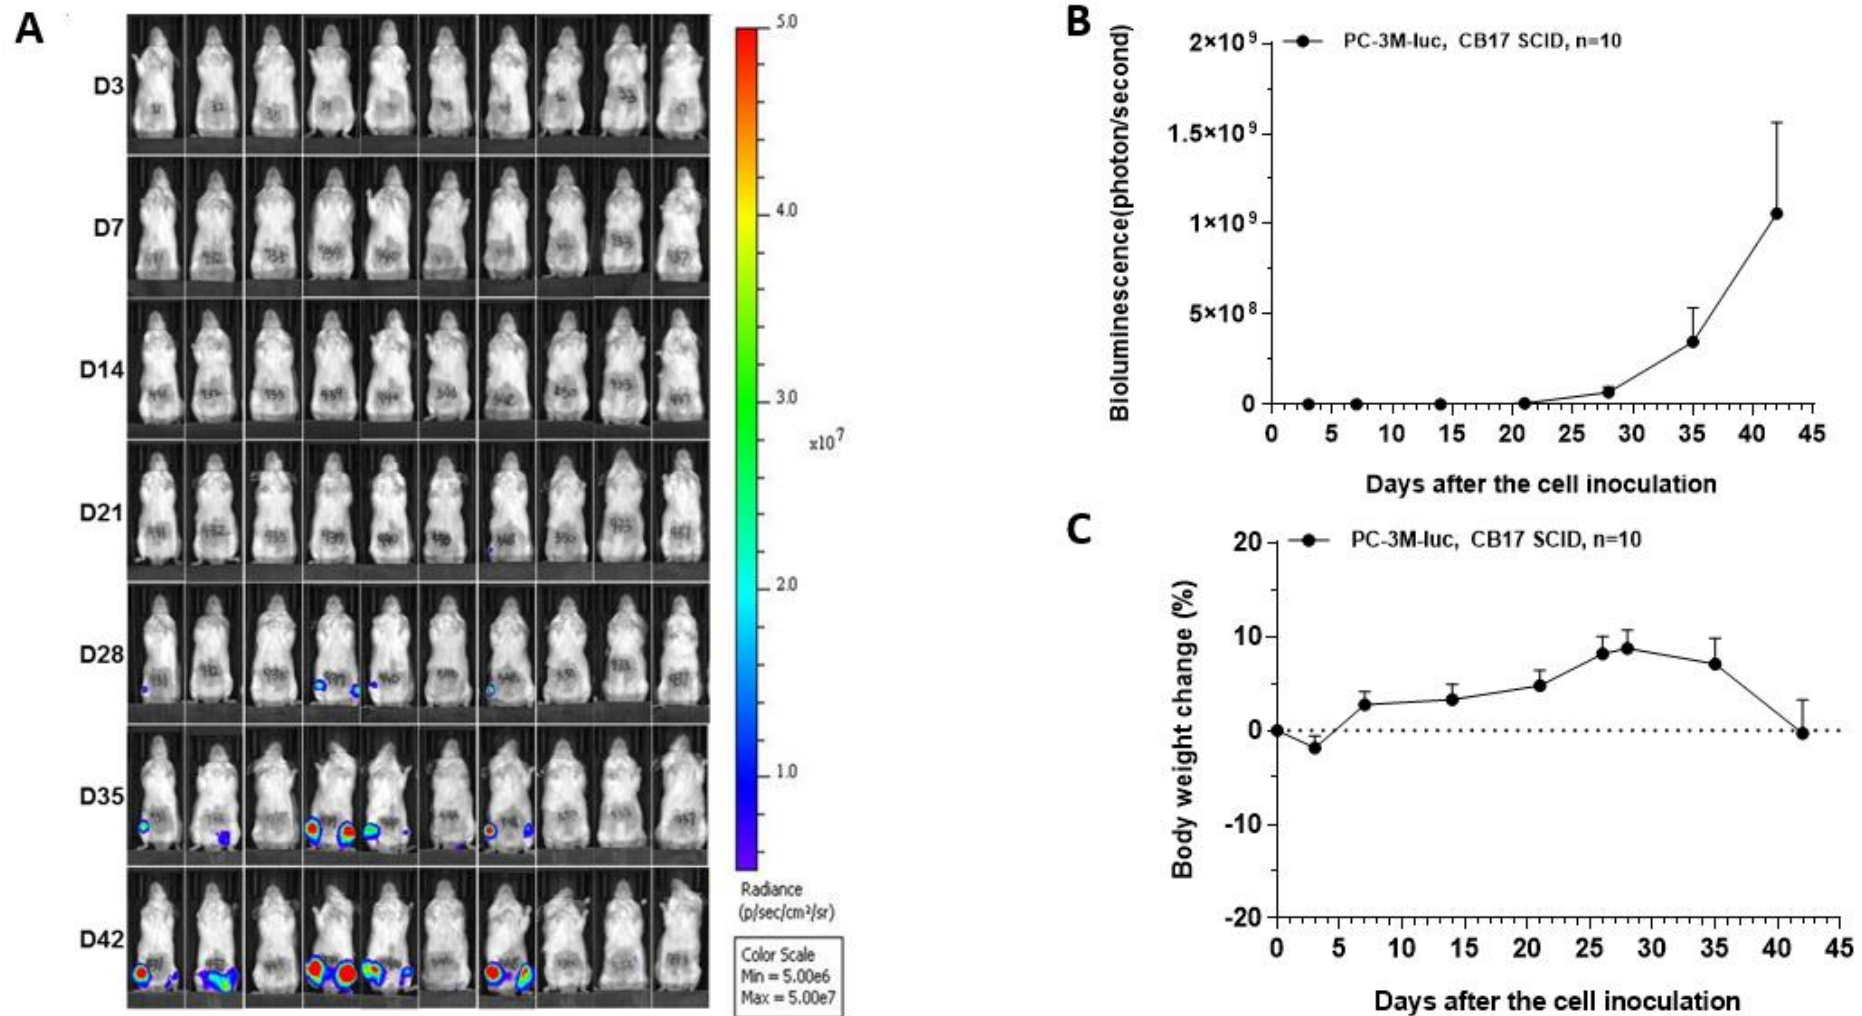 A
D3
D7
D14
D21
D28
D35
D42
5.0
4.0
3.0
x10⁷
2.0
1.0
Radiance
(p/sec/cm²/sr)
Color Scale
Min = 5.00e6
Max = 5.00e7
B
PC-3M-luc, CB17 SCID, n=10
Bioluminescence(photon/second)
2×10⁹
1.5×10⁹
1×10⁹
5×10⁸
0
0 5 10 15 20 25 30 35 40 45
Days after the cell inoculation
C
PC-3M-luc, CB17 SCID, n=10
Body weight change (%)
20
10
0
-10
-20
0 5 10 15 20 25 30 35 40 45
Days after the cell inoculation